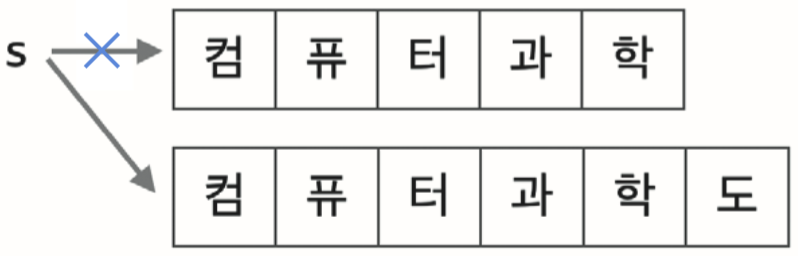 s 컴 퓨 터 과 학
컴 퓨 터 과 학 도